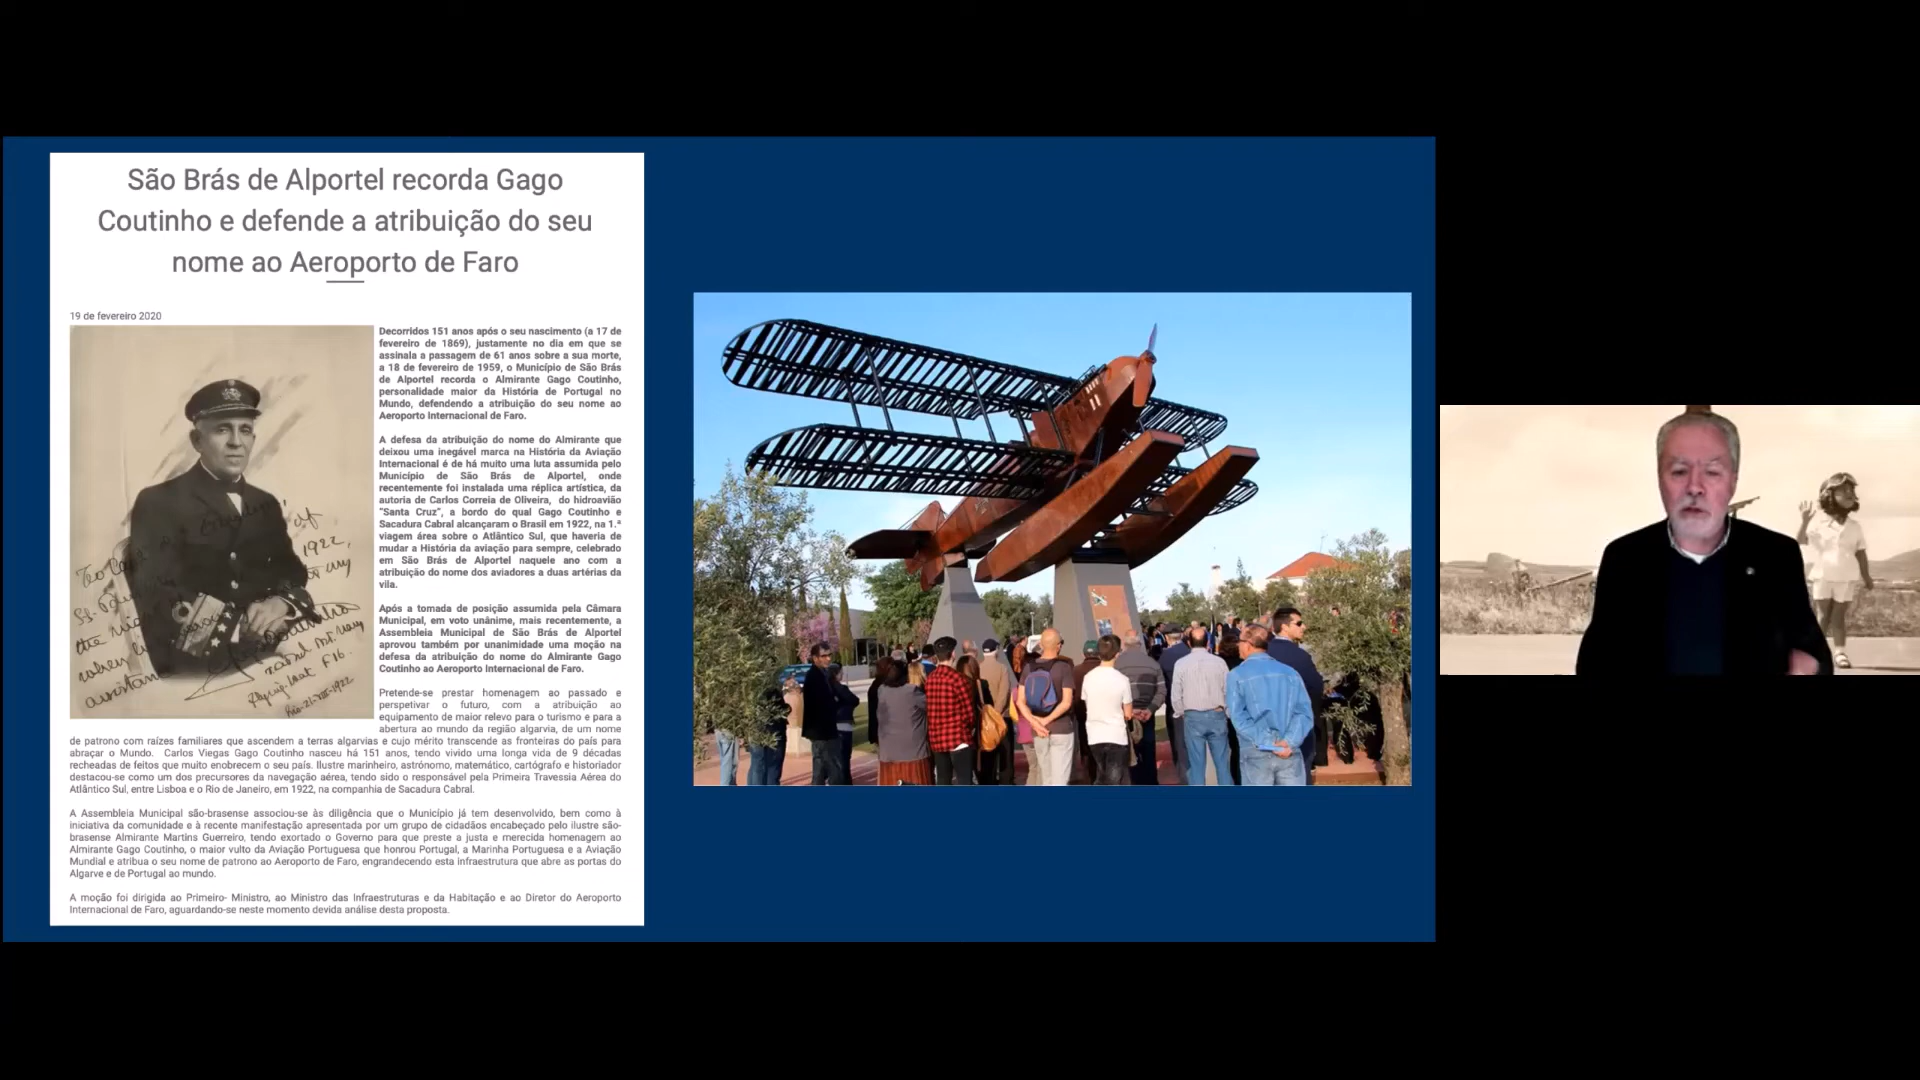 São Brás de Alportel recorda Gago
Coutinho e defende a atribuição do seu
nome ao Aeroporto de Faro
19 de fevereiro 2020
Decorridos 151 anos após o seu nascimento (a 17 de
fevereiro de 1869), justamente no dia em que se
assinala a passagem de 61 anos sobre a sua morte,
a 18 de fevereiro de 1959, o Município de São Brás
de Alportel recorda o Almirante Gago Coutinho,
personalidade maior da História de Portugal no
Mundo, defendendo a atribuição do seu nome ao
Aeroporto Internacional de Faro.
A defesa da atribuição do nome do Almirante que
deixou uma inegável marca na História da Aviação
Internacional é de há muito uma luta assumida pelo
Município de São Brás de Alportel, onde
recentemente foi instalada uma réplica artística, da
autoria de Carlos Correia de Oliveira, do hidroavião
“Santa Cruz”, a bordo do qual Gago Coutinho e
Sacadura Cabral alcançaram o Brasil em 1922, na 1.ª
viagem área sobre o Atlântico Sul, que haveria de
mudar a História da aviação para sempre, celebrado
em São Brás de Alportel naquele ano com a
atribuição do nome dos aviadores a duas artérias da
vila.
Após a tomada de posição assumida pela Câmara
Municipal, em voto unânime, mais recentemente, a
Assembleia Municipal de São Brás de Alportel
aprovou também por unanimidade uma moção na
defesa da atribuição do nome do Almirante Gago
Coutinho ao Aeroporto Internacional de Faro.
Pretende-se prestar homenagem ao passado e
perspetivar o futuro, com a atribuição ao
equipamento de maior relevo para o turismo e para a
abertura ao mundo da região algarvia, de um nome
de patrono com raízes familiares que ascendem a terras algarvias e cujo mérito transcende as fronteiras do país para
abraçar o Mundo. Carlos Viegas Gago Coutinho nasceu há 151 anos, tendo vivido uma longa vida de 9 décadas
recheadas de feitos que muito enobrecem o seu país. Ilustre marinheiro, astrónomo, matemático, cartógrafo e historiador
destacou-se como um dos precursores da navegação aérea, tendo sido o responsável pela Primeira Travessia Aérea do
Atlântico Sul, entre Lisboa e o Rio de Janeiro, em 1922, na companhia de Sacadura Cabral.
A Assembleia Municipal são-brasense associou-se às diligência que o Município já tem desenvolvido, bem como à
iniciativa da comunidade e à recente manifestação apresentada por um grupo de cidadãos encabeçado pelo ilustre são-
brasense Almirante Martins Guerreiro, tendo exortado o Governo para que preste a justa e merecida homenagem ao
Almirante Gago Coutinho, o maior vulto da Aviação Portuguesa que honrou Portugal, a Marinha Portuguesa e a Aviação
Mundial e atribua o seu nome de patrono ao Aeroporto de Faro, engrandecendo esta infraestrutura que abre as portas do
Algarve e de Portugal ao mundo.
A moção foi dirigida ao Primeiro- Ministro, ao Ministro das Infraestruturas e da Habitação e ao Diretor do Aeroporto
Internacional de Faro, aguardando-se neste momento devida análise desta proposta.
of
1922,
the
when